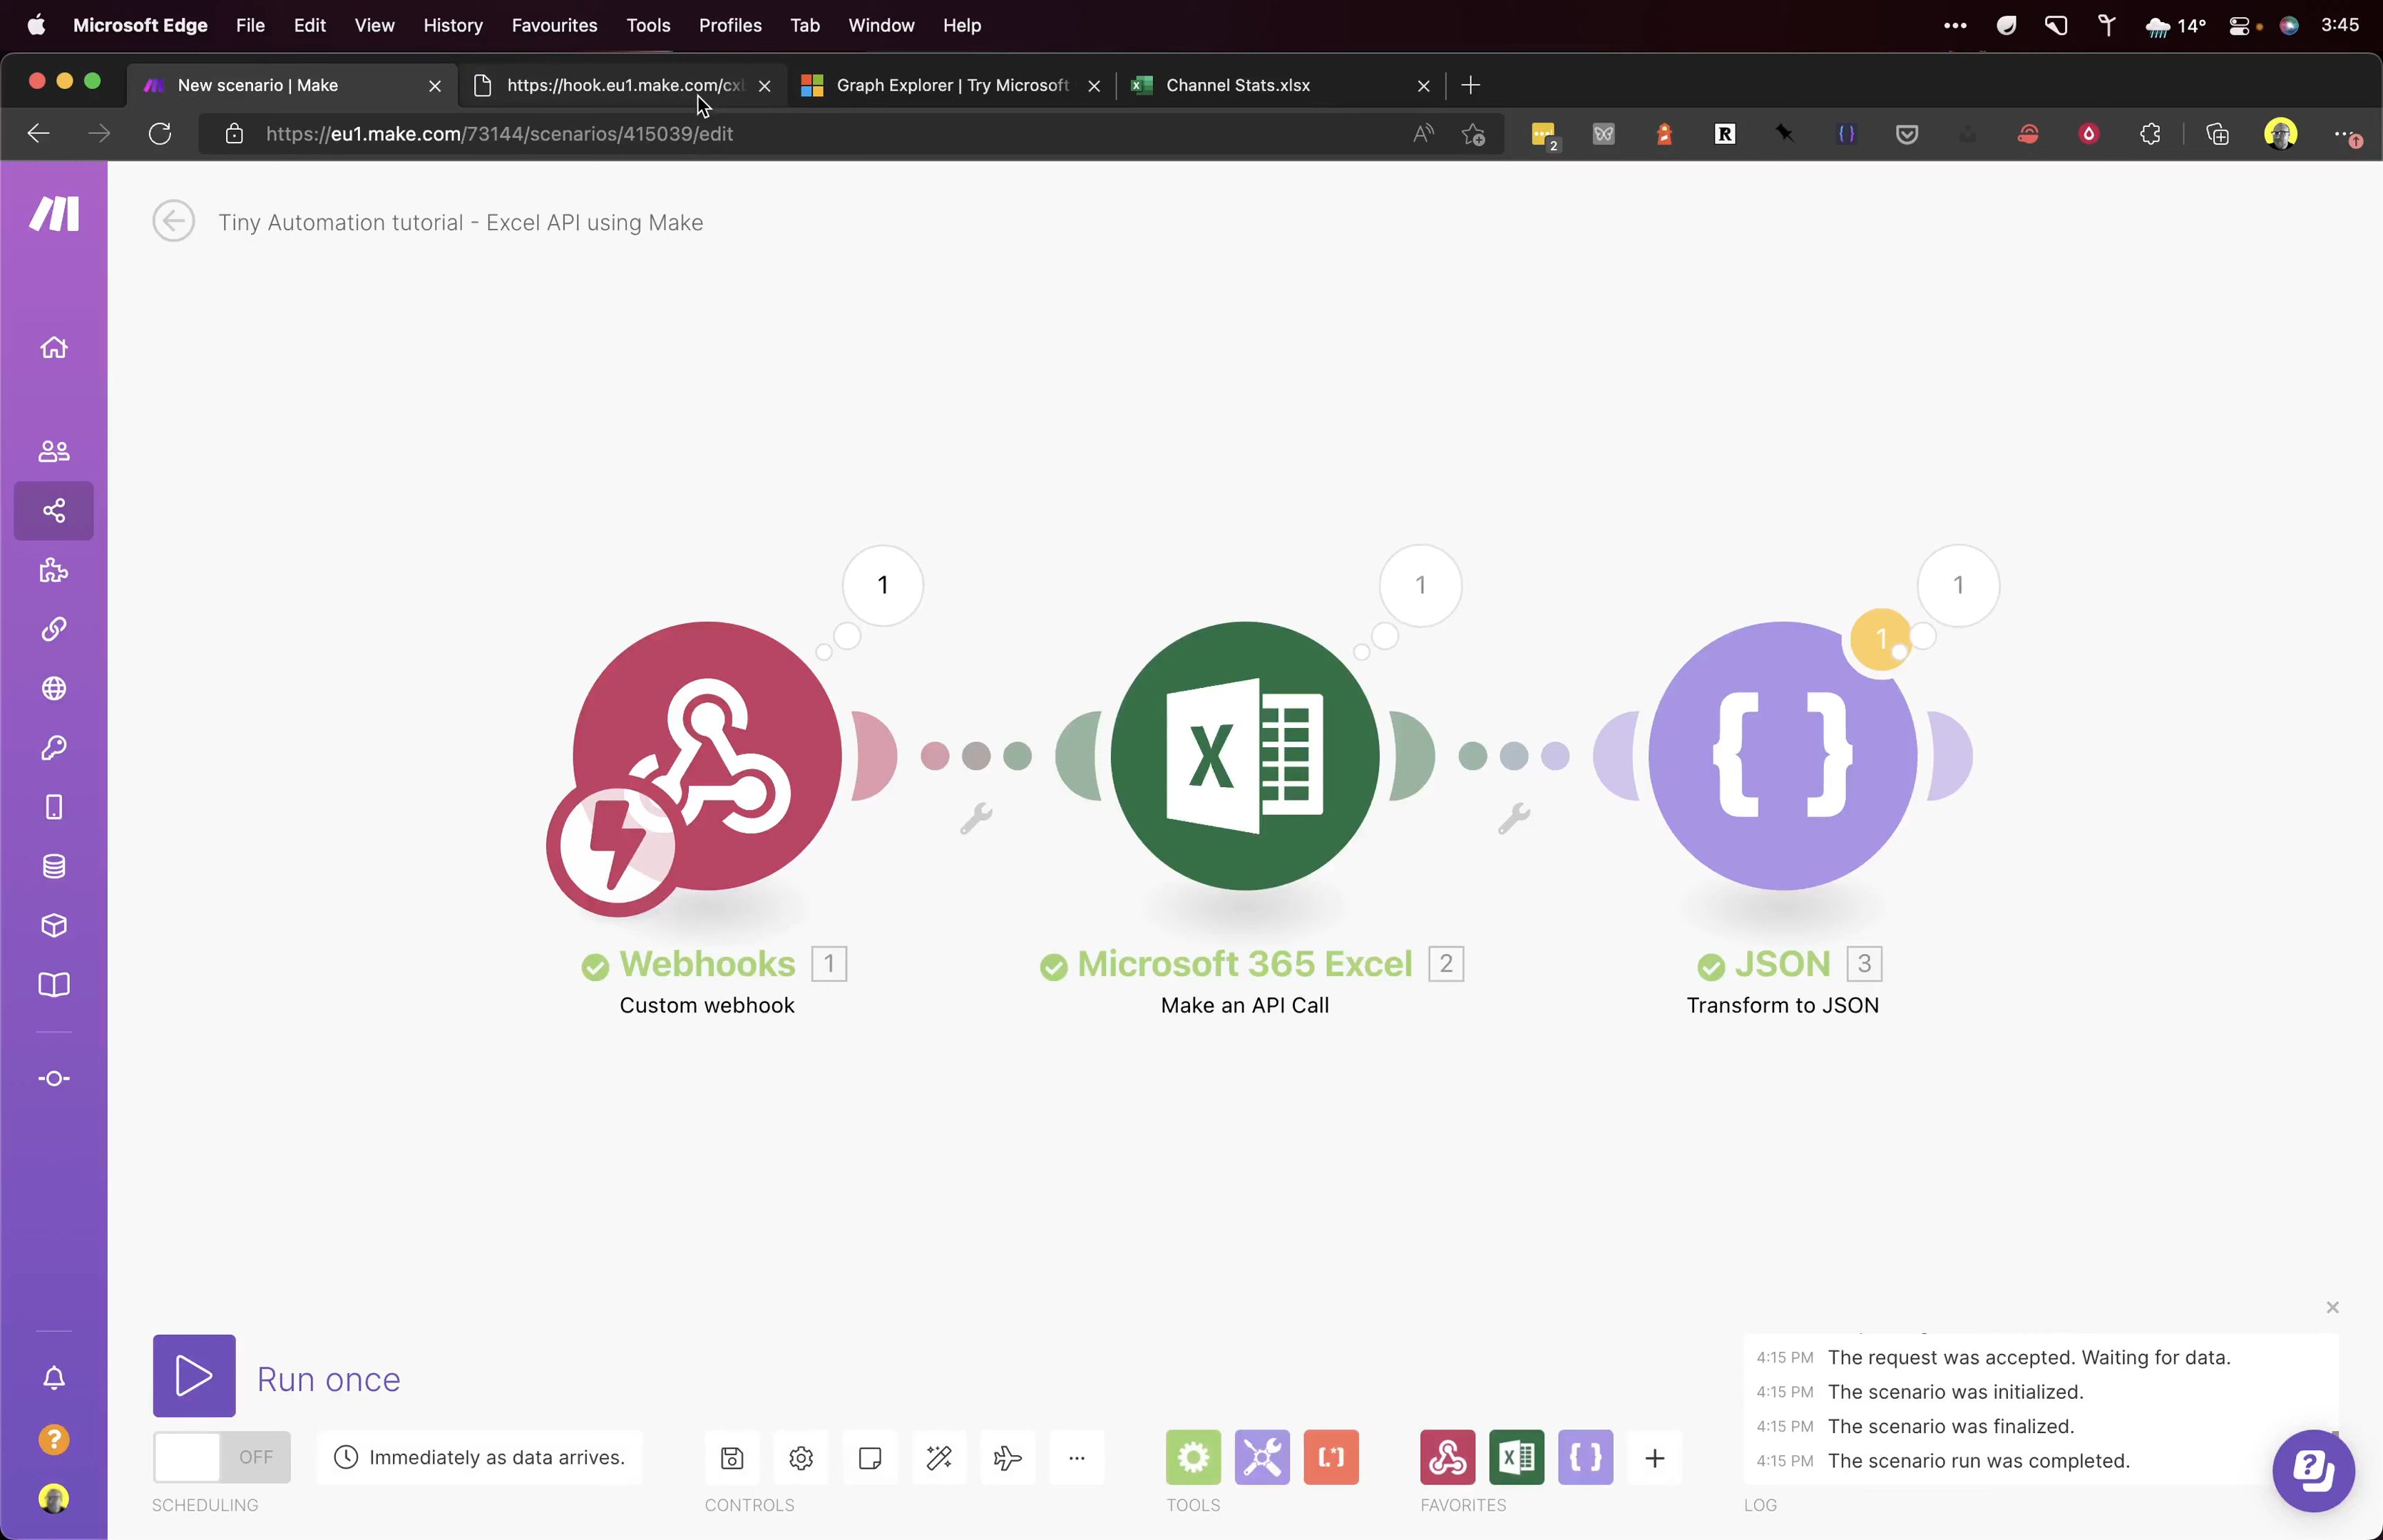 Microsoft Edge File Edit View History Favourites Tools Profiles Tab Window Help 14° 3:45
New scenario | Make https://hook.eu1.make.com/cx Graph Explorer | Try Microsoft Channel Stats.xlsx
https://eu1.make.com/73144/scenarios/415039/edit 2
Tiny Automation tutorial - Excel API using Make
1 1 1
1
Webhooks 1 Microsoft 365 Excel 2 JSON 3
Custom webhook Make an API Call Transform to JSON
Run once
4:15 PM The request was accepted. Waiting for data.
4:15 PM The scenario was initialized.
4:15 PM The scenario was finalized.
4:15 PM The scenario run was completed.
OFF Immediately as data arrives.
SCHEDULING CONTROLS TOOLS FAVORITES LOG